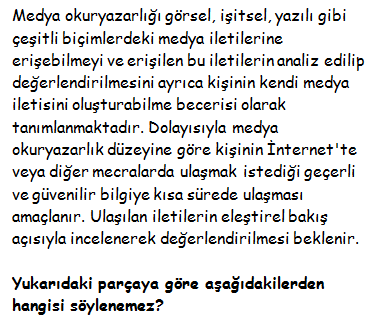 Medya okuryazarlığı görsel, işitsel, yazılı gibi
çeşitli biçimlerdeki medya iletilerine
erişebilmeyi ve erişilen bu iletilerin analiz edilip
değerlendirilmesini ayrıca kişinin kendi medya
iletisini oluşturabilme becerisi olarak
tanımlanmaktadır. Dolayısıyla medya
okuryazarlık düzeyine göre kişinin İnternet'te
veya diğer mecralarda ulaşmak istediği geçerli
ve güvenilir bilgiye kısa sürede ulaşması
amaçlanır. Ulaşılan iletilerin eleştirel bakış
açısıyla incelenerek değerlendirilmesi beklenir.
Yukarıdaki parçaya göre aşağıdakilerden
hangisi söylenemez?